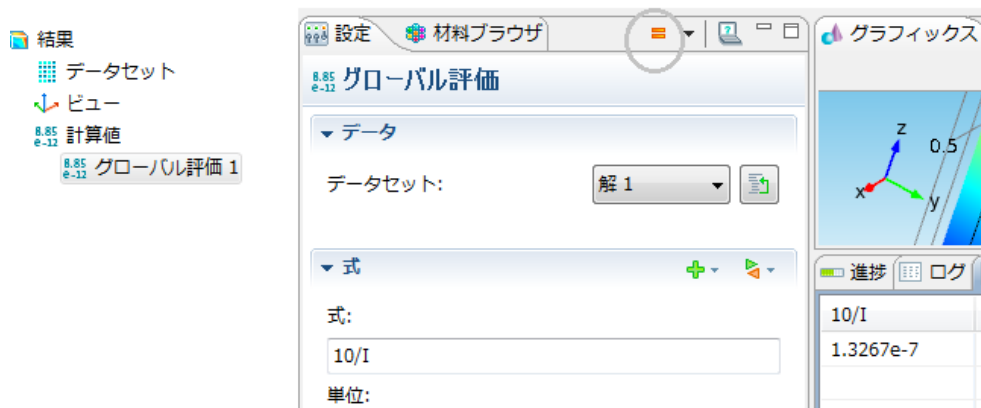 結果
データセット
ビュー
8.85
e-12
計算値
8.85
e-12
グローバル評価 1
設定
材料ブラウザ
8.85
e-12
グローバル評価
データ
データセット:
解 1
式
式:
10/I
単位:
グラフィックス
z
0.5
x
y
進捗
ログ
10/I
1.3267e-7